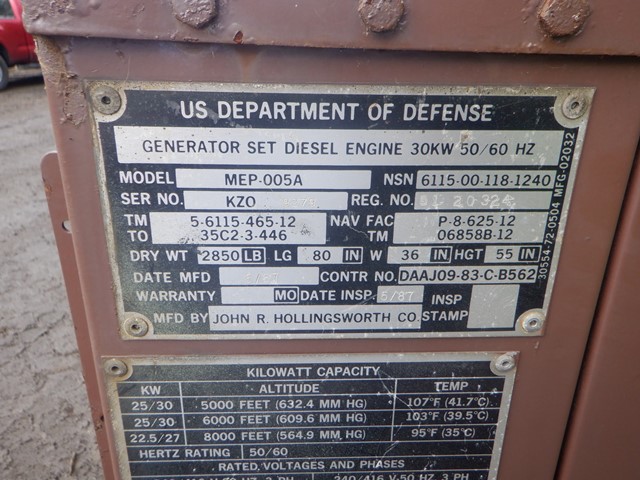 US DEPARTMENT OF DEFENSE
GENERATOR SET DIESEL ENGINE 30KW 50/60 HZ
MODEL MEP-005A NSN 6115-00-118-1240
SER NO. KZO REG. NO.
TM 5-6115-465-12 NAV FAC P-8-625-12
TO 35C2-3-446 TM 06858B-12
DRY WT 2850 LB LG 80 IN W 36 IN HGT 55 IN
DATE MFD CONTR NO. DAAJ09-83-C-B562
WARRANTY MO DATE INSP 5/87 INSP
MFD BY JOHN R. HOLLINGSWORTH CO. STAMP
30554-72-0504 MFG-02032
KILOWATT CAPACITY
KW ALTITUDE TEMP
25/30 5000 FEET (632.4 MM HG) 107°F (41.7°C)
25/30 6000 FEET (609.6 MM HG) 103°F (39.5°C)
22.5/27 8000 FEET (564.9 MM HG) 95°F (35°C)
HERTZ RATING 50/60
RATED VOLTAGES AND PHASES
240/416 V-50 HZ, 3 PH